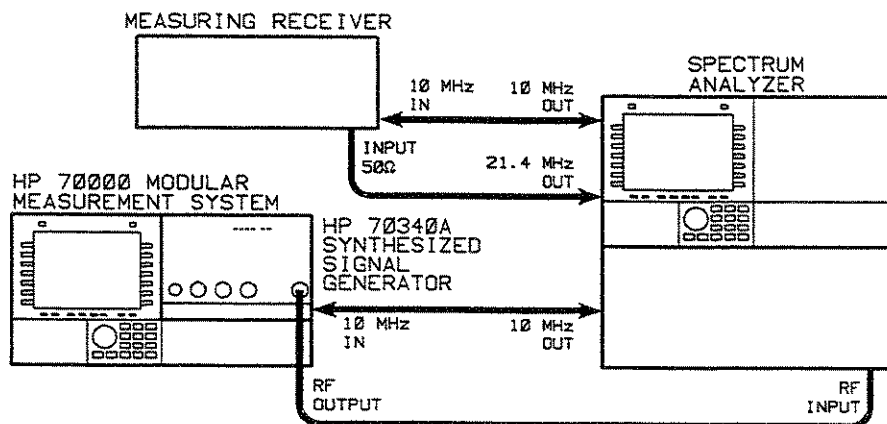 MEASURING RECEIVER
SPECTRUM
ANALYZER
10 MHz
IN
10 MHz
OUT
INPUT
50Ω
21.4 MHz
OUT
HP 70000 MODULAR
MEASUREMENT SYSTEM
HP 70340A
SYNTHESIZED
SIGNAL
GENERATOR
10 MHz
IN
10 MHz
OUT
RF
OUTPUT
RF
INPUT